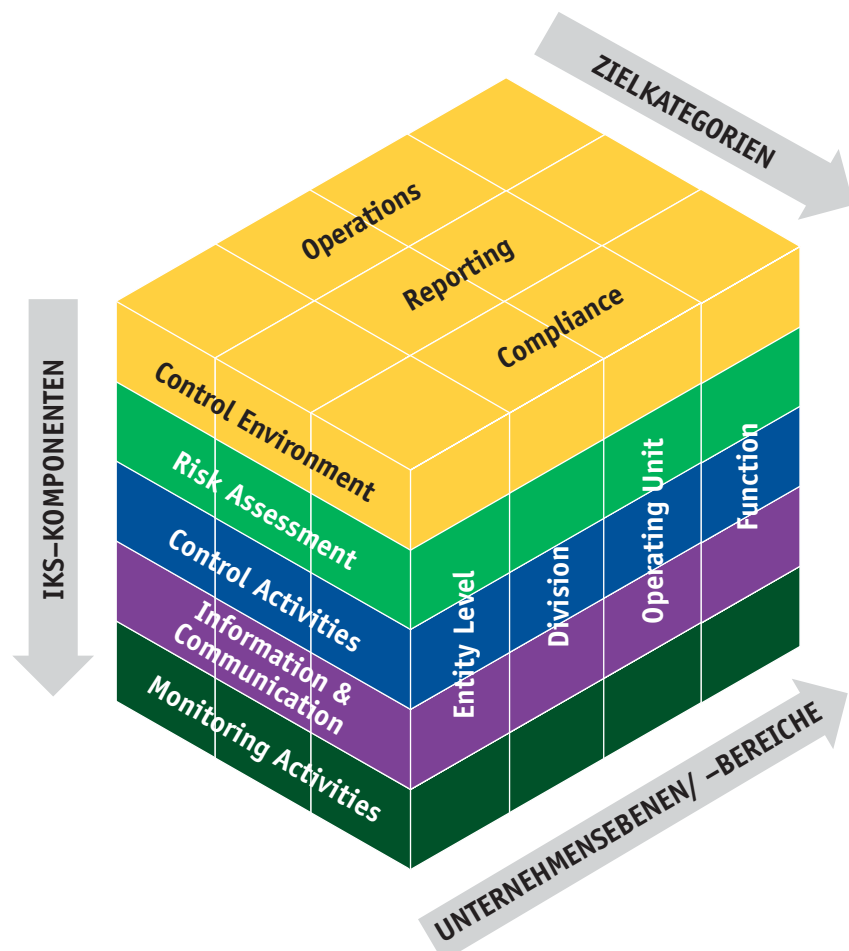 ZIELKATEGORIEN
Operations
Reporting
Compliance
IKS–KOMPONENTEN
Control Environment
Risk Assessment
Control Activities
Information &
Communication
Monitoring Activities
Entity Level
Division
Operating Unit
Function
UNTERNEHMENSEBENEN/ –BEREICHE